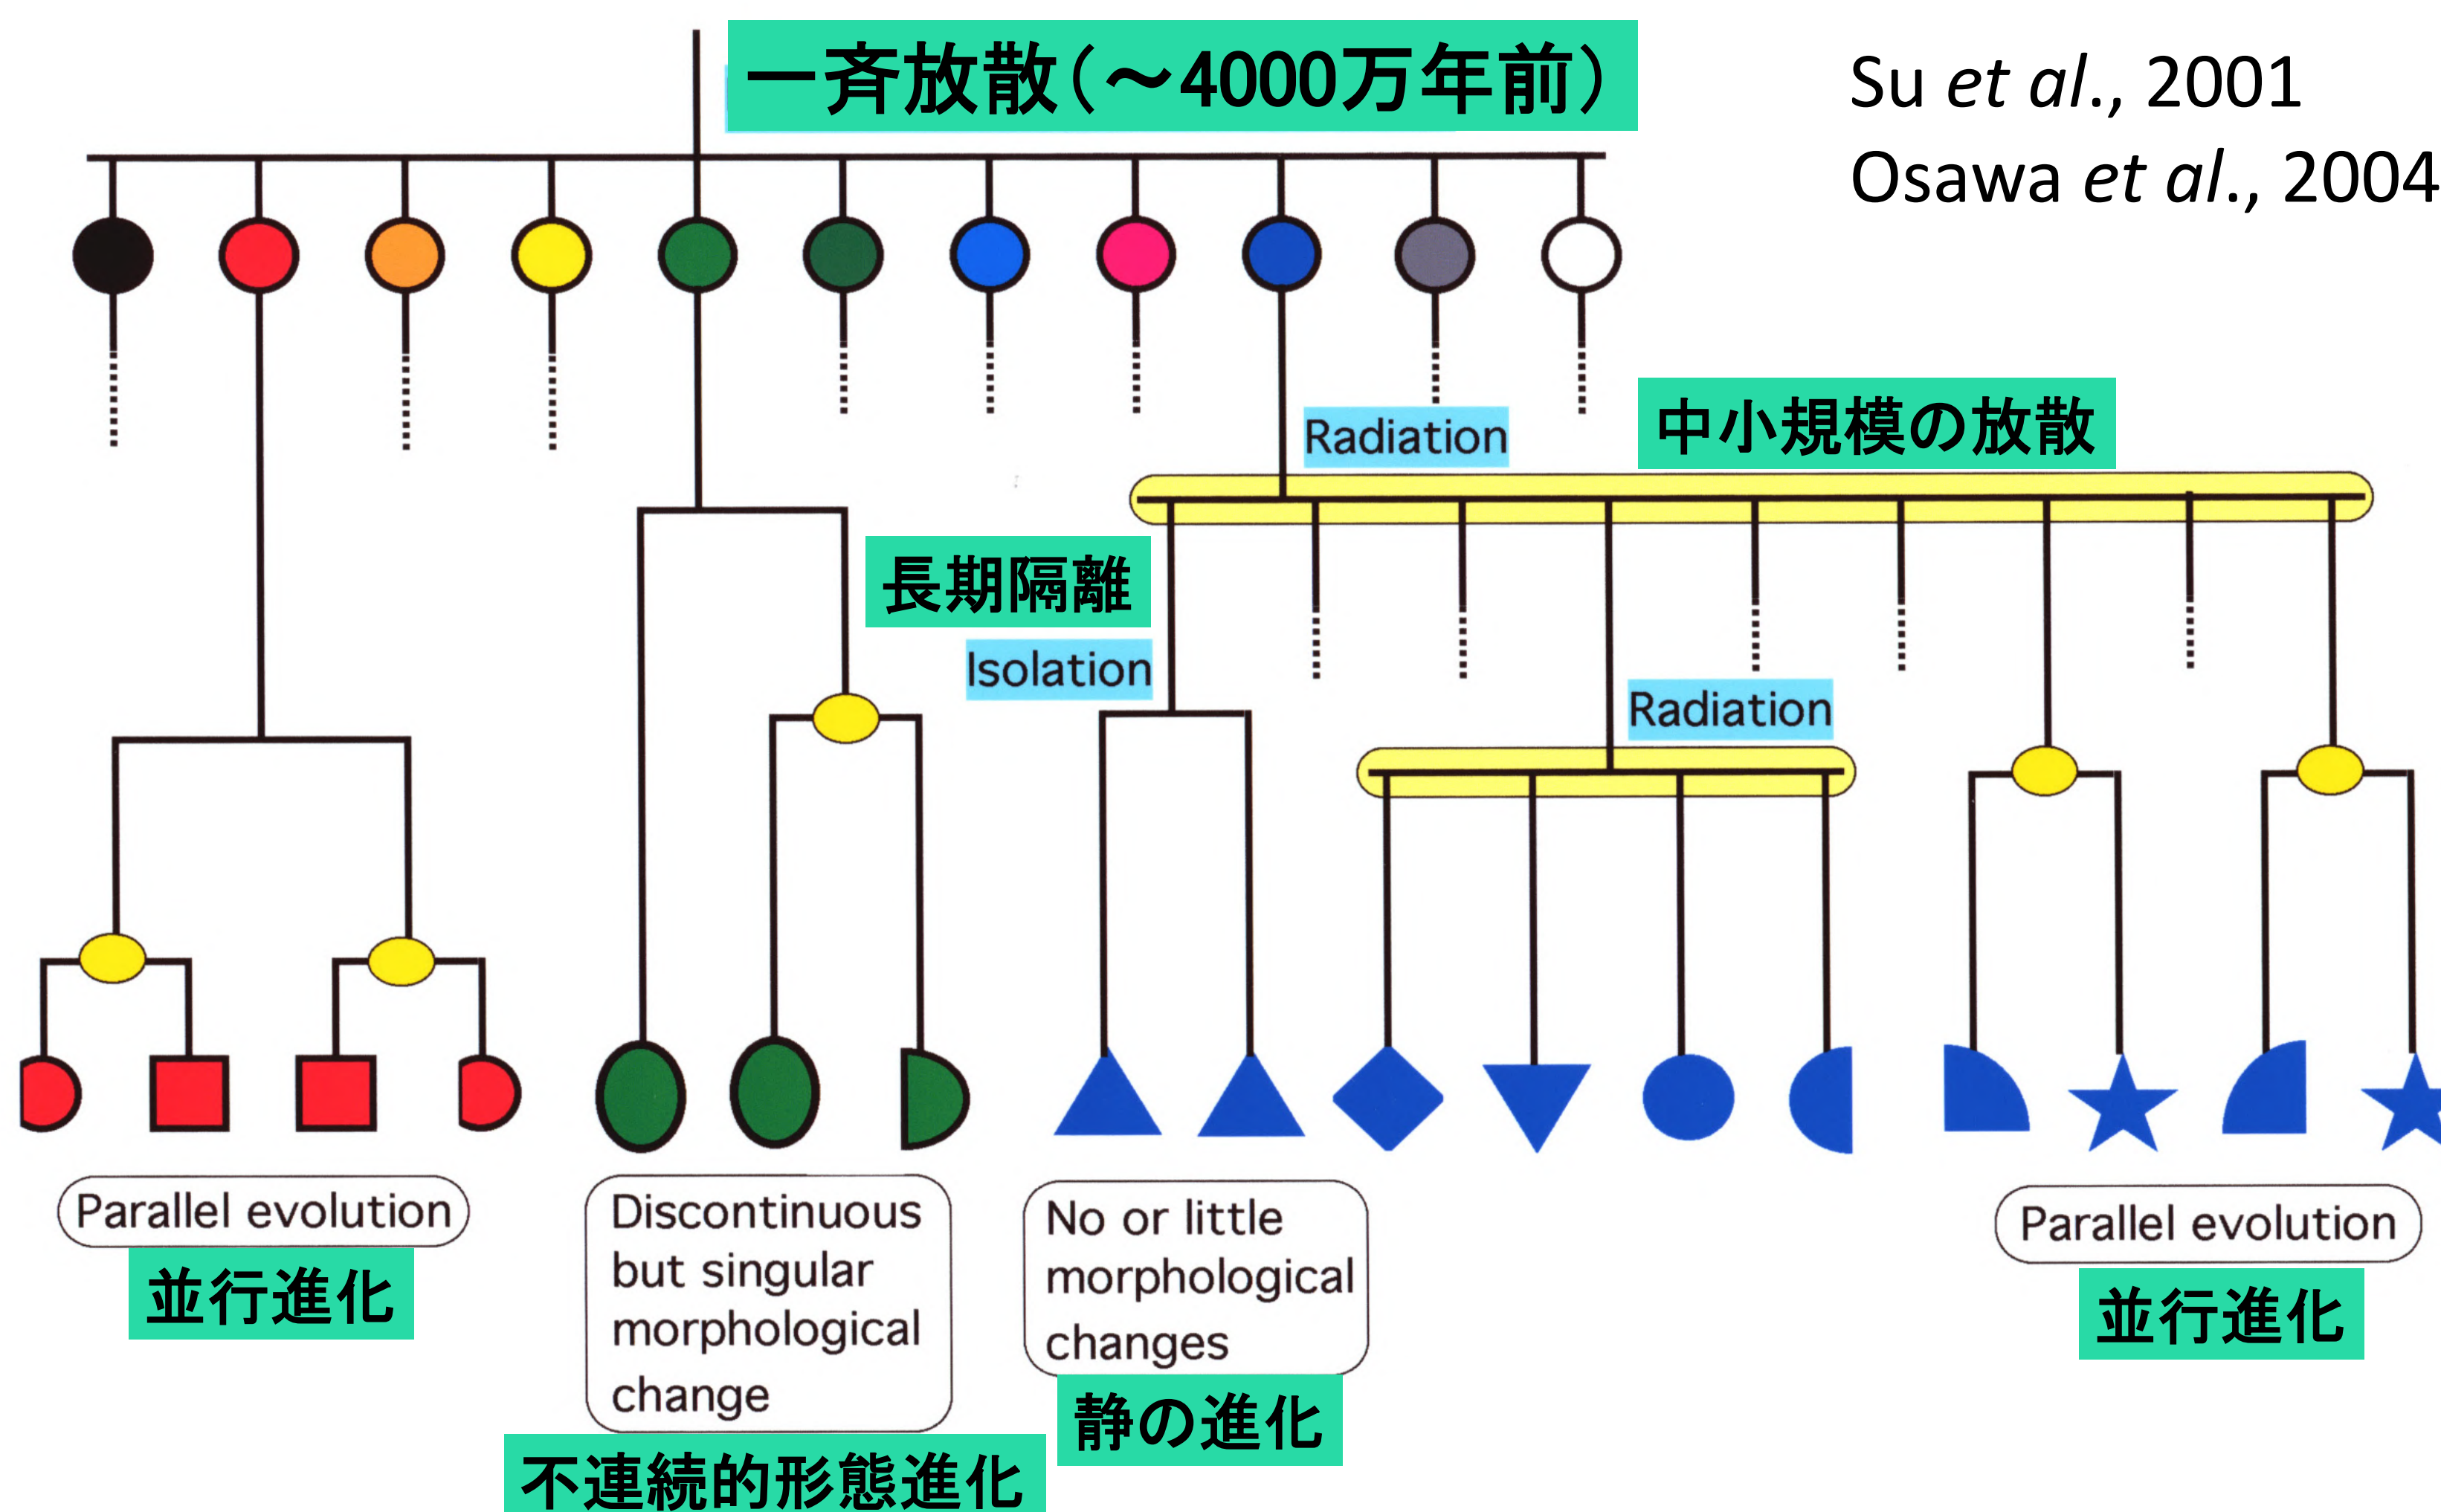 一斉放散(～4000万年前)
Su et al., 2001
Osawa et al., 2004
Radiation
中小規模の放散
長期隔離
Isolation
Radiation
Parallel evolution
並行進化
Discontinuous
but singular
morphological
change
不連続的形態進化
No or little
morphological
changes
静の進化
Parallel evolution
並行進化